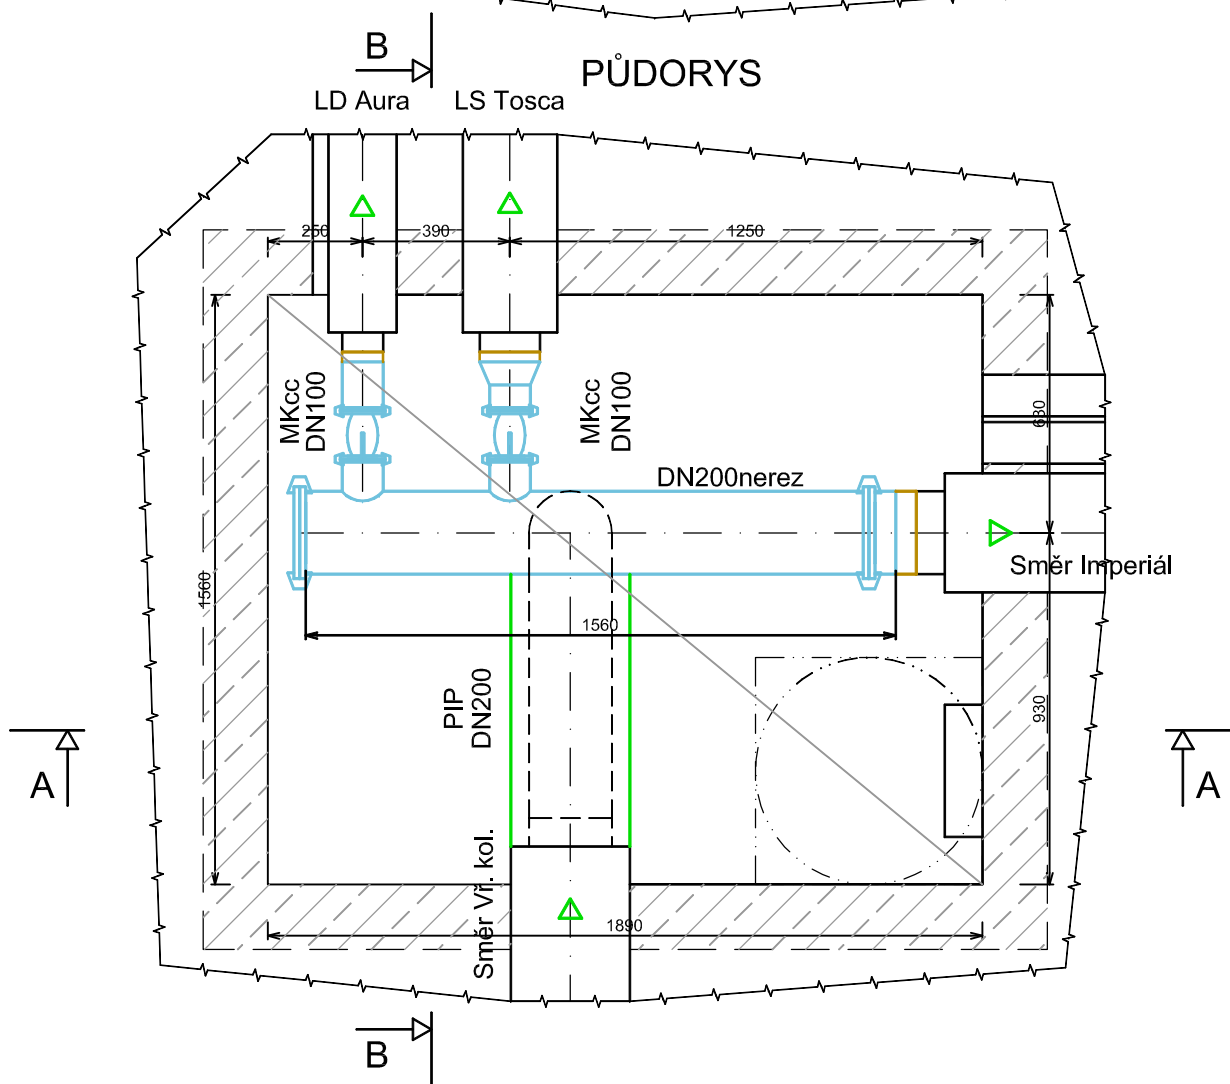 B
PŮDORYS
LD Aura
LS Tosca
250
390
1250
MKcc
DN100
MKcc
DN100
630
DN200nerez
Směr Imperiál
1560
1560
PIP
DN200
930
A
A
Směr Vř. kol.
1890
B